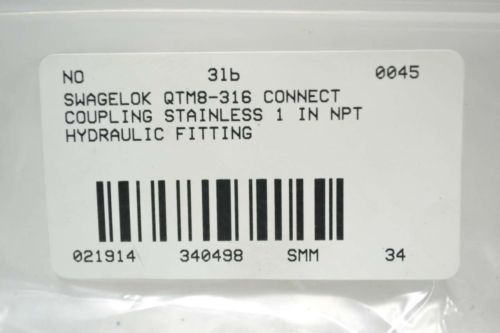 NO 31b 0045
SWAGELOK QTM8-316 CONNECT
COUPLING STAINLESS 1 IN NPT
HYDRAULIC FITTING
021914 340498 SMM 34